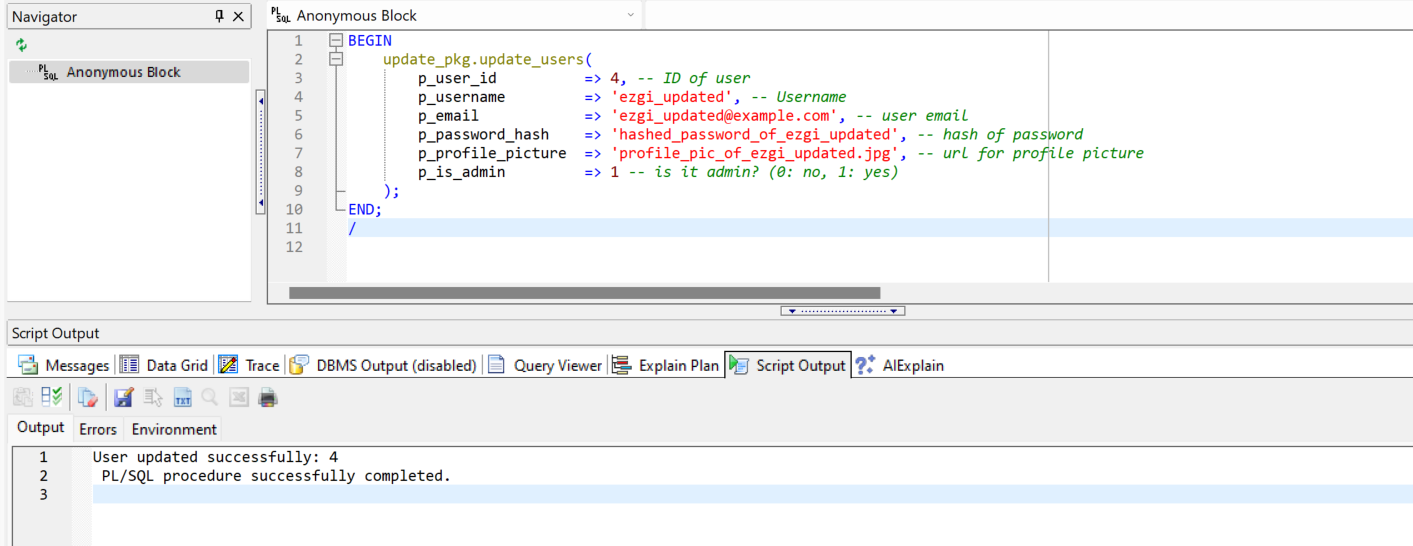 Navigator
PL SQL Anonymous Block
PL SQL Anonymous Block
1 BEGIN
2 update_pkg.update_users(
3 p_user_id => 4, -- ID of user
4 p_username => 'ezgi_updated', -- Username
5 p_email => 'ezgi_updated@example.com', -- user email
6 p_password_hash => 'hashed_password_of_ezgi_updated', -- hash of password
7 p_profile_picture => 'profile_pic_of_ezgi_updated.jpg', -- url for profile picture
8 p_is_admin => 1 -- is it admin? (0: no, 1: yes)
9 );
10 END;
11 /
12
Script Output
Messages Data Grid Trace DBMS Output (disabled) Query Viewer Explain Plan Script Output AIExplain
TXT
Output Errors Environment
1 User updated successfully: 4
2 PL/SQL procedure successfully completed.
3